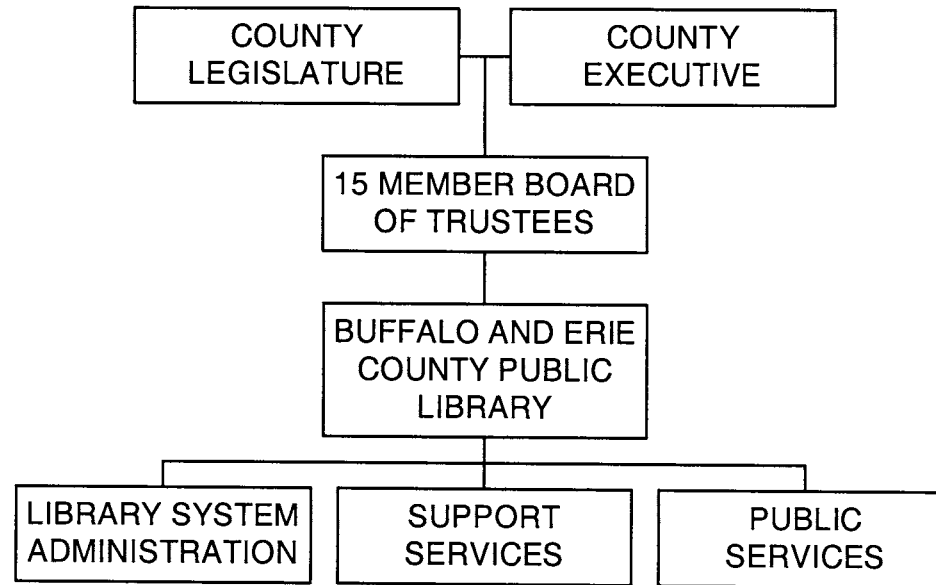 COUNTY
LEGISLATURE
COUNTY
EXECUTIVE
15 MEMBER BOARD
OF TRUSTEES
BUFFALO AND ERIE
COUNTY PUBLIC
LIBRARY
LIBRARY SYSTEM
ADMINISTRATION
SUPPORT
SERVICES
PUBLIC
SERVICES